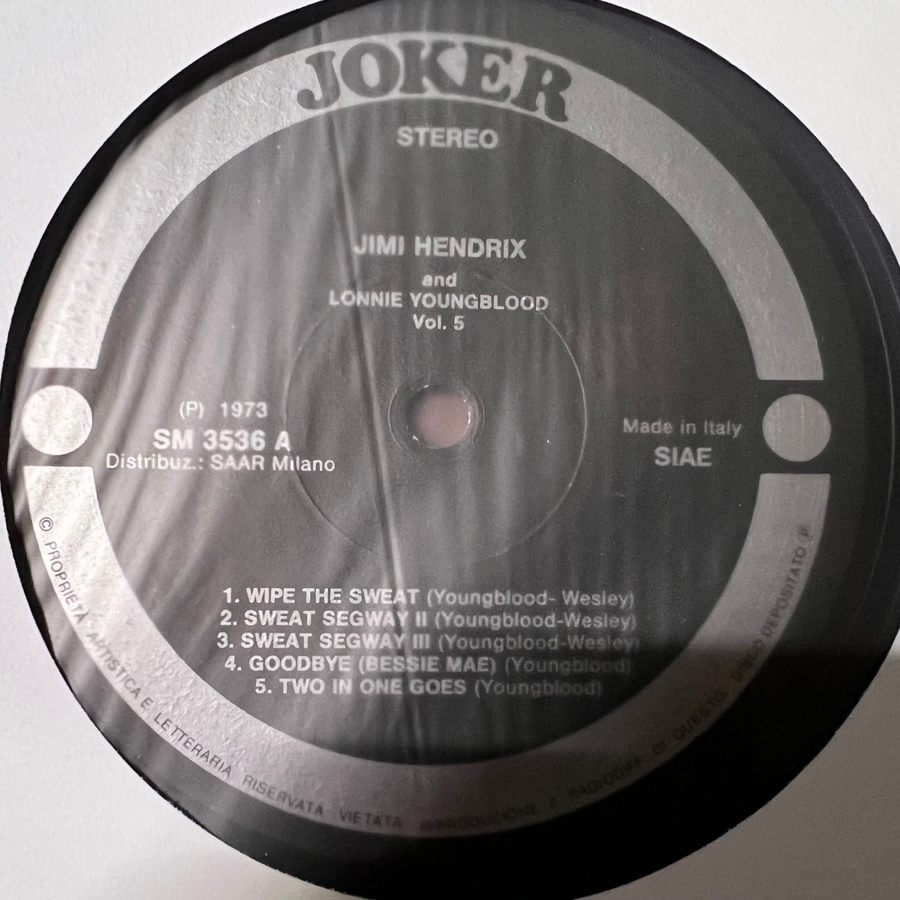 JOKER
STEREO
JIMI HENDRIX
and
LONNIE YOUNGBLOOD
Vol. 5
(P) 1973
SM 3536 A
Distribuz.: SAAR Milano
Made in Italy
SIAE
1. WIPE THE SWEAT (Youngblood- Wesley)
2. SWEAT SEGWAY II (Youngblood-Wesley)
3. SWEAT SEGWAY III (Youngblood-Wesley)
4. GOODBYE (BESSIE MAE) (Youngblood)
5. TWO IN ONE GOES (Youngblood)
© PROPRIETÀ ARTISTICA E LETTERARIA RISERVATA VIETATA RIPRODUZIONE E RADIODIFF. DI QUESTO DISCO DEPOSITATO